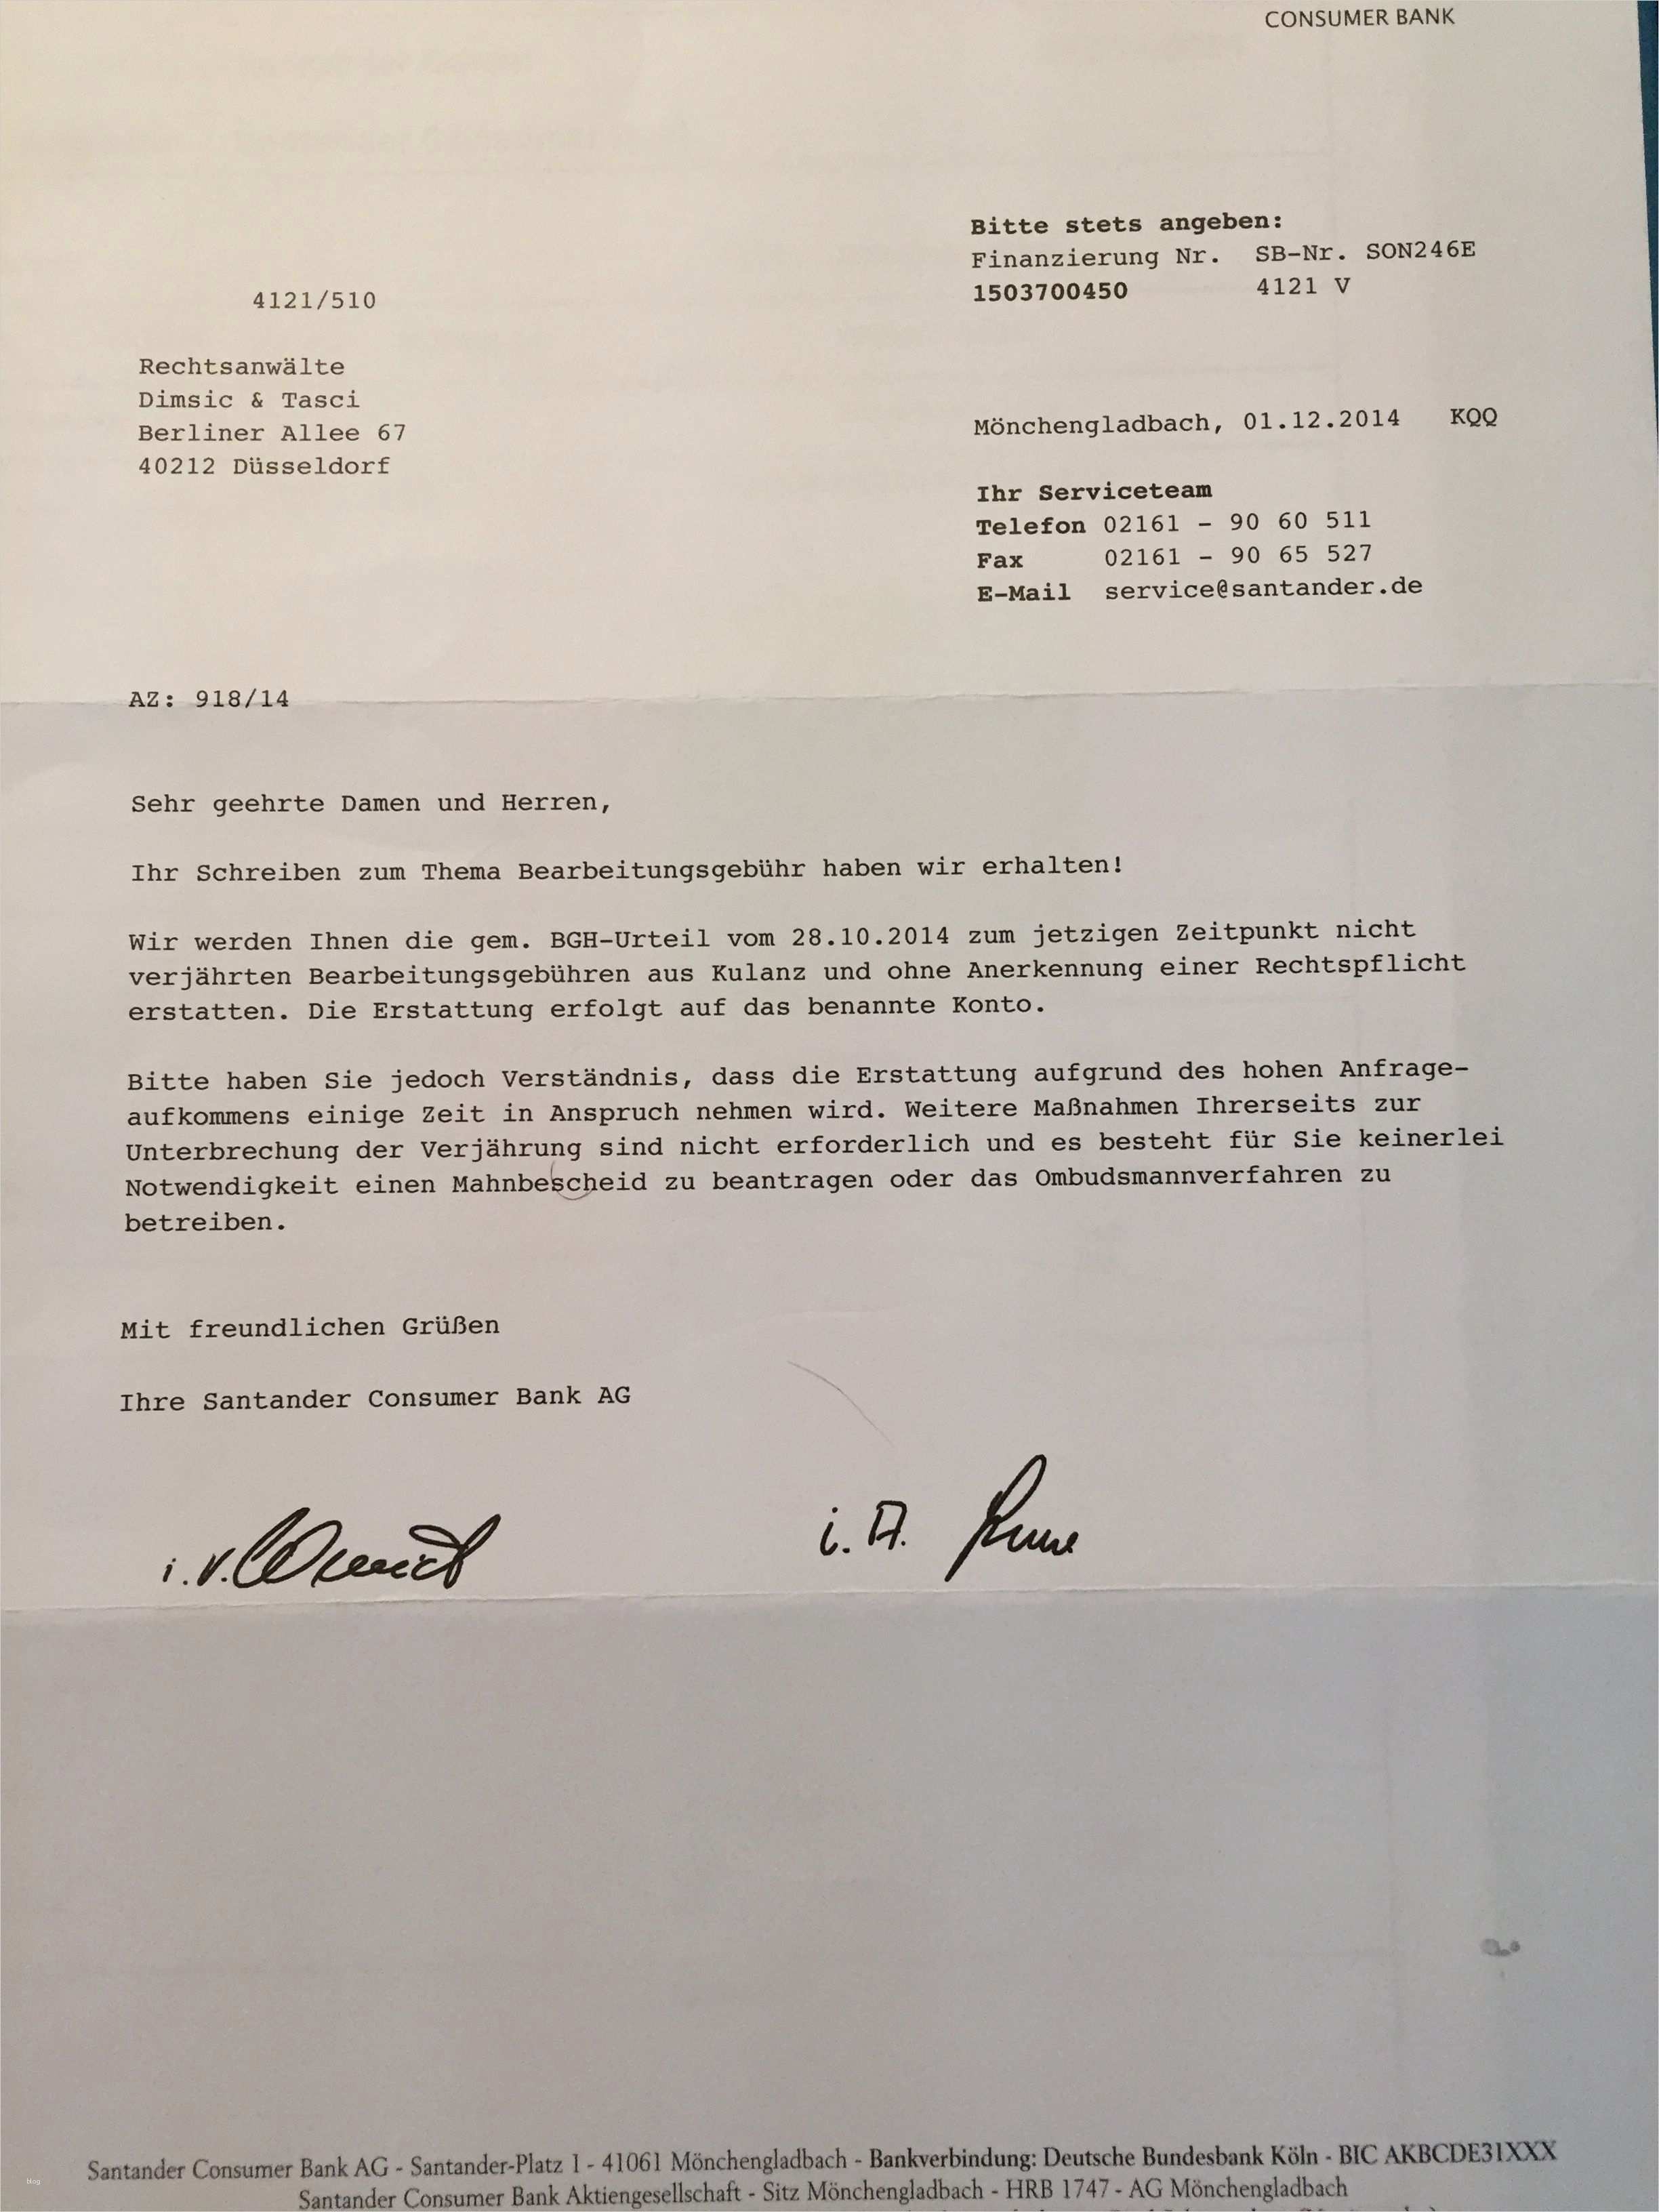 CONSUMER BANK
Bitte stets angeben:
Finanzierung Nr. SB-Nr. SON246E
1503700450 4121 V
4121/510
Rechtsanwälte
Dimsic & Tasci
Berliner Allee 67
40212 Düsseldorf
Mönchengladbach, 01.12.2014 KQQ
Ihr Serviceteam
Telefon 02161 - 90 60 511
Fax 02161 - 90 65 527
E-Mail service@santander.de
AZ: 918/14
Sehr geehrte Damen und Herren,
Ihr Schreiben zum Thema Bearbeitungsgebühr haben wir erhalten!
Wir werden Ihnen die gem. BGH-Urteil vom 28.10.2014 zum jetzigen Zeitpunkt nicht
verjährten Bearbeitungsgebühren aus Kulanz und ohne Anerkennung einer Rechtspflicht
erstatten. Die Erstattung erfolgt auf das benannte Konto.
Bitte haben Sie jedoch Verständnis, dass die Erstattung aufgrund des hohen Anfrage-
aufkommens einige Zeit in Anspruch nehmen wird. Weitere Maßnahmen Ihrerseits zur
Unterbrechung der Verjährung sind nicht erforderlich und es besteht für Sie keinerlei
Notwendigkeit einen Mahnbescheid zu beantragen oder das Ombudsmannverfahren zu
betreiben.
Mit freundlichen Grüßen
Ihre Santander Consumer Bank AG
i.V. i.A.
Santander Consumer Bank AG - Santander-Platz 1 - 41061 Mönchengladbach - Bankverbindung: Deutsche Bundesbank Köln - BIC AKBCDE31XXX
Santander Consumer Bank Aktiengesellschaft - Sitz Mönchengladbach - HRB 1747 - AG Mönchengladbach